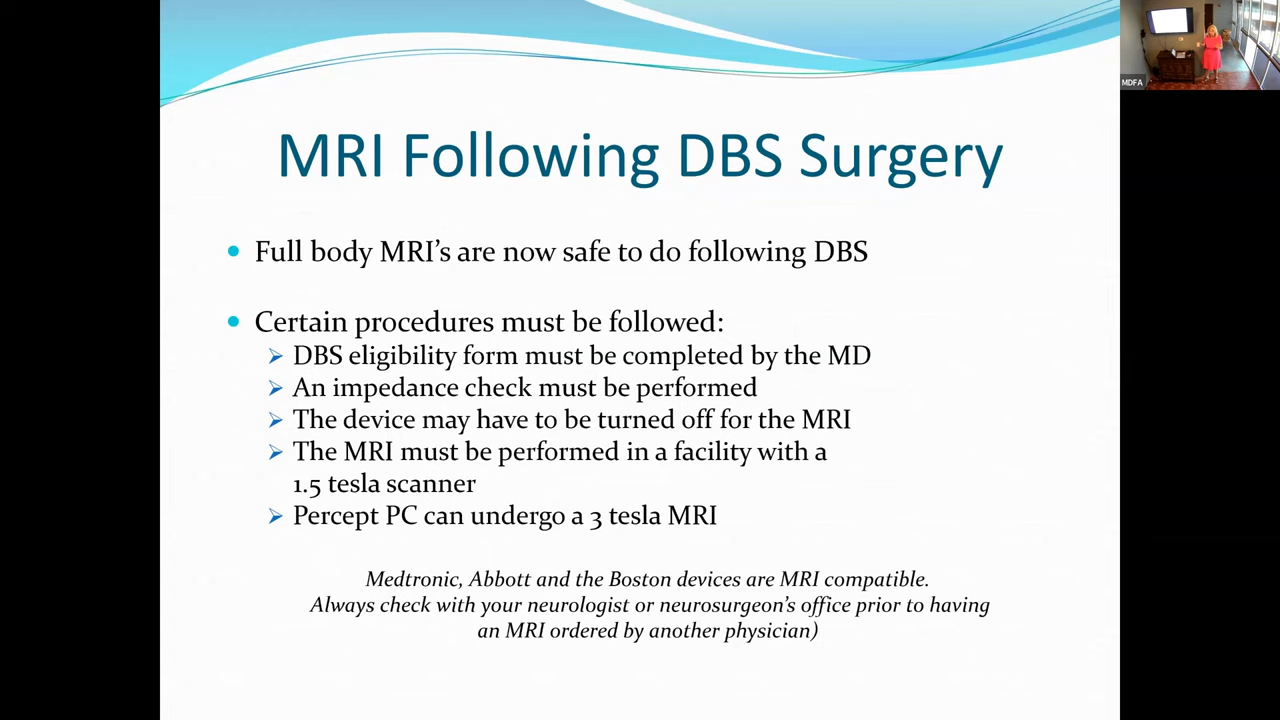 MDFA
MRI Following DBS Surgery
• Full body MRI’s are now safe to do following DBS
• Certain procedures must be followed:
➢ DBS eligibility form must be completed by the MD
➢ An impedance check must be performed
➢ The device may have to be turned off for the MRI
➢ The MRI must be performed in a facility with a
1.5 tesla scanner
➢ Percept PC can undergo a 3 tesla MRI
Medtronic, Abbott and the Boston devices are MRI compatible.
Always check with your neurologist or neurosurgeon’s office prior to having
an MRI ordered by another physician)